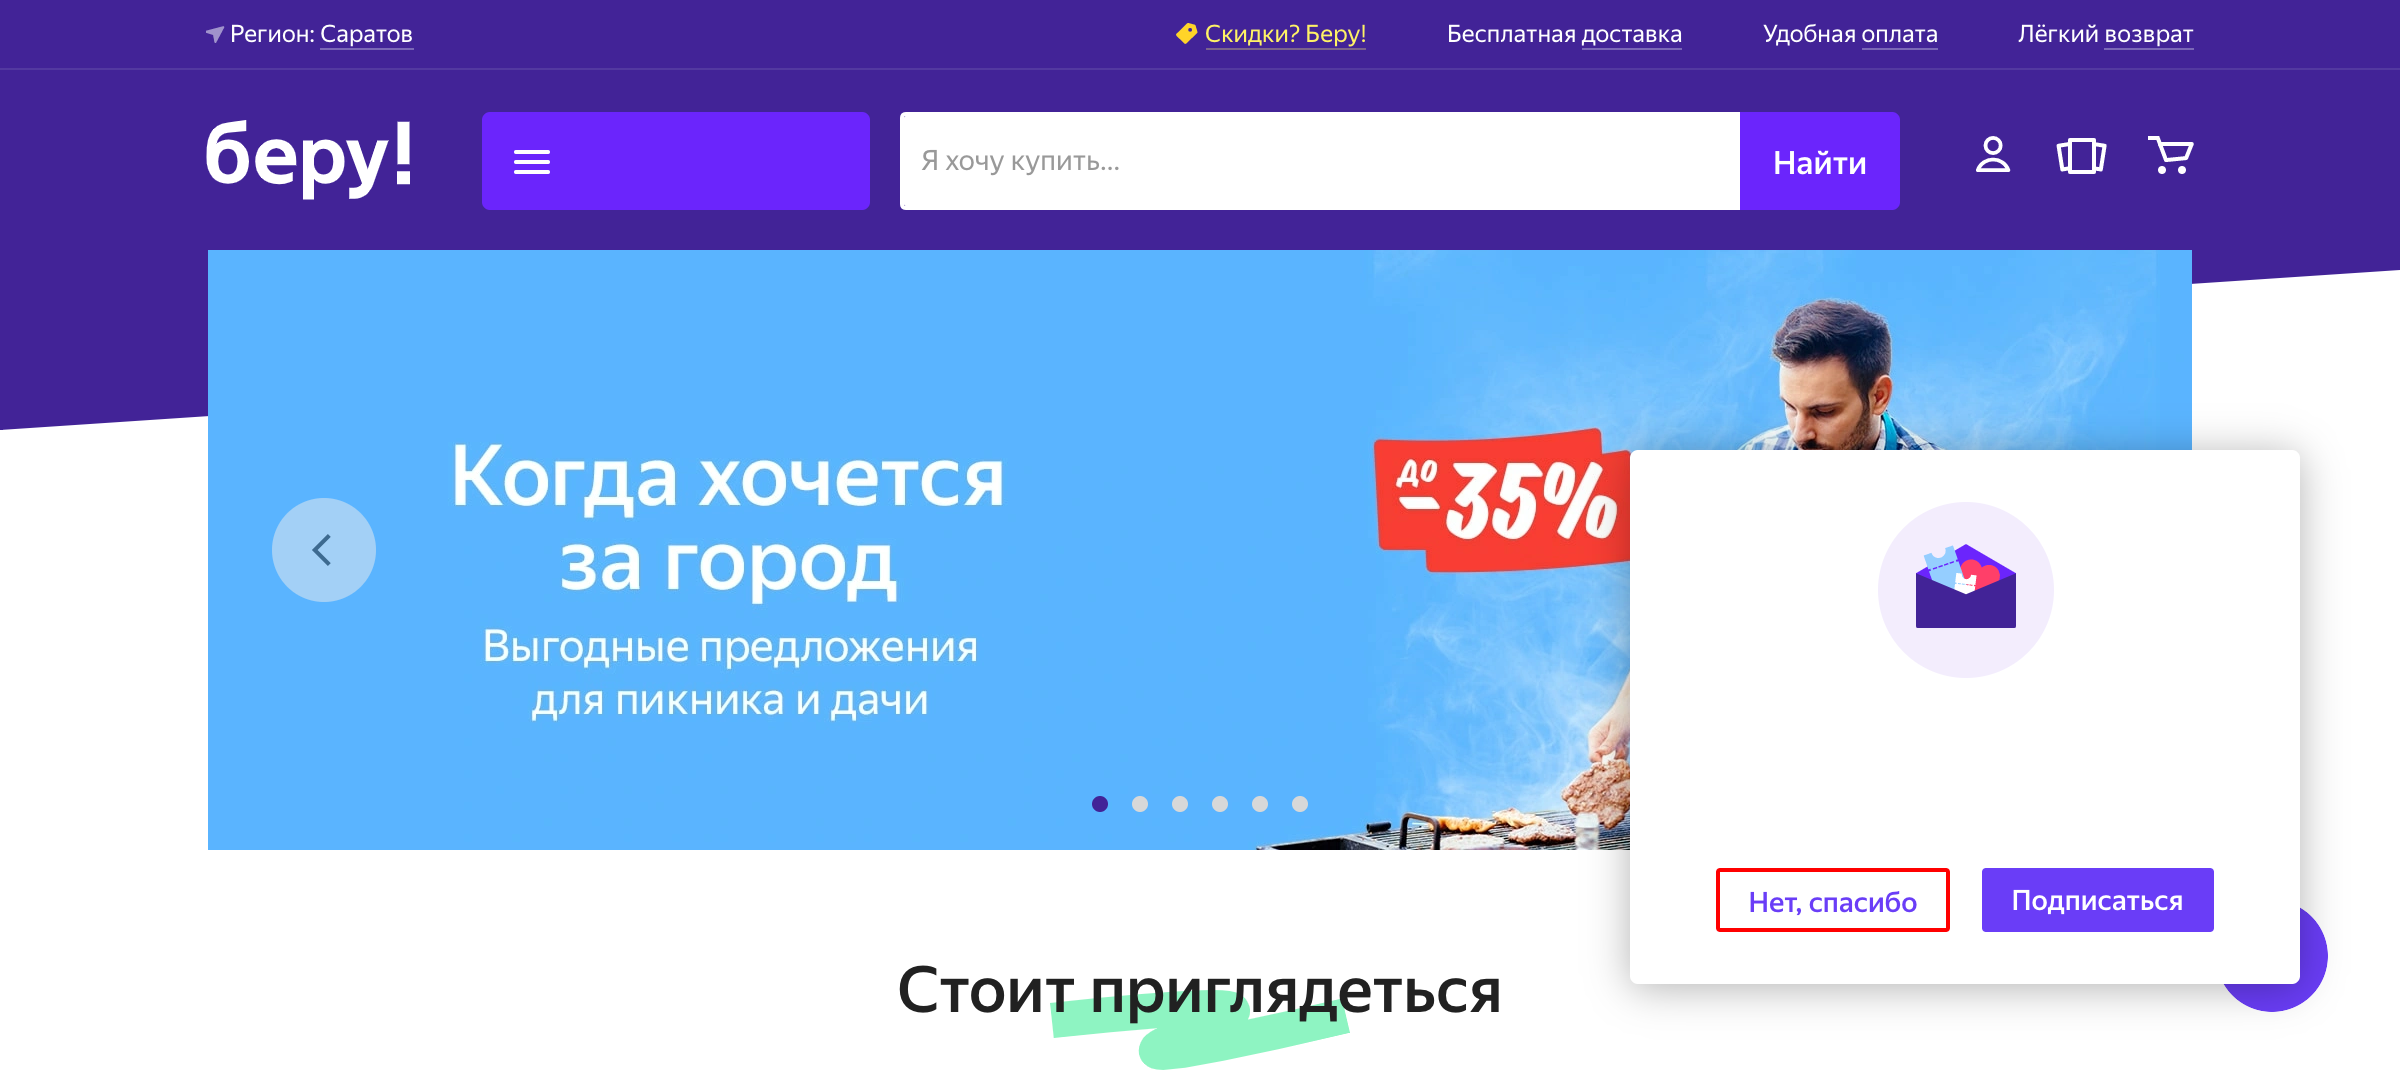 Регион: Саратов
Скидки? Беру!
Бесплатная доставка
Удобная оплата
Лёгкий возврат
беру!
Я хочу купить...
Найти
Когда хочется
за город
Выгодные предложения
для пикника и дачи
до
-35%
Нет, спасибо
Подписаться
Стоит приглядеться